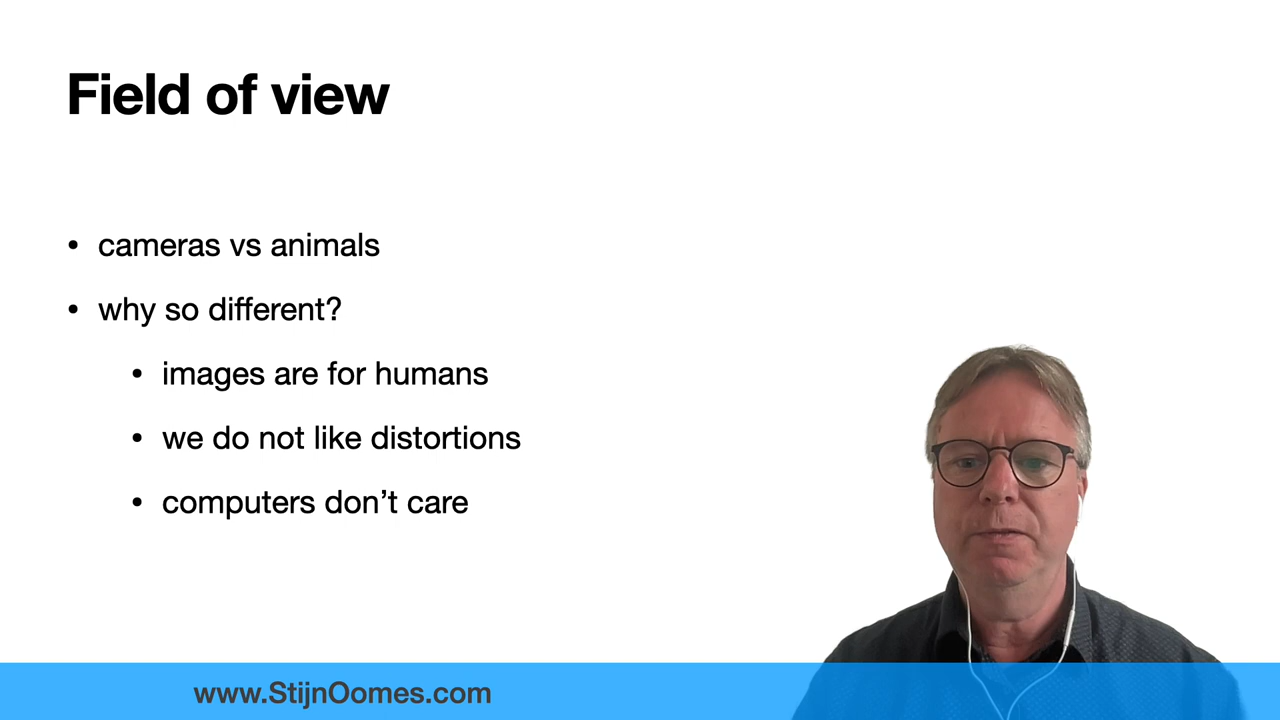 Field of view
• cameras vs animals
• why so different?
• images are for humans
• we do not like distortions
• computers don’t care
www.StijnOomes.com